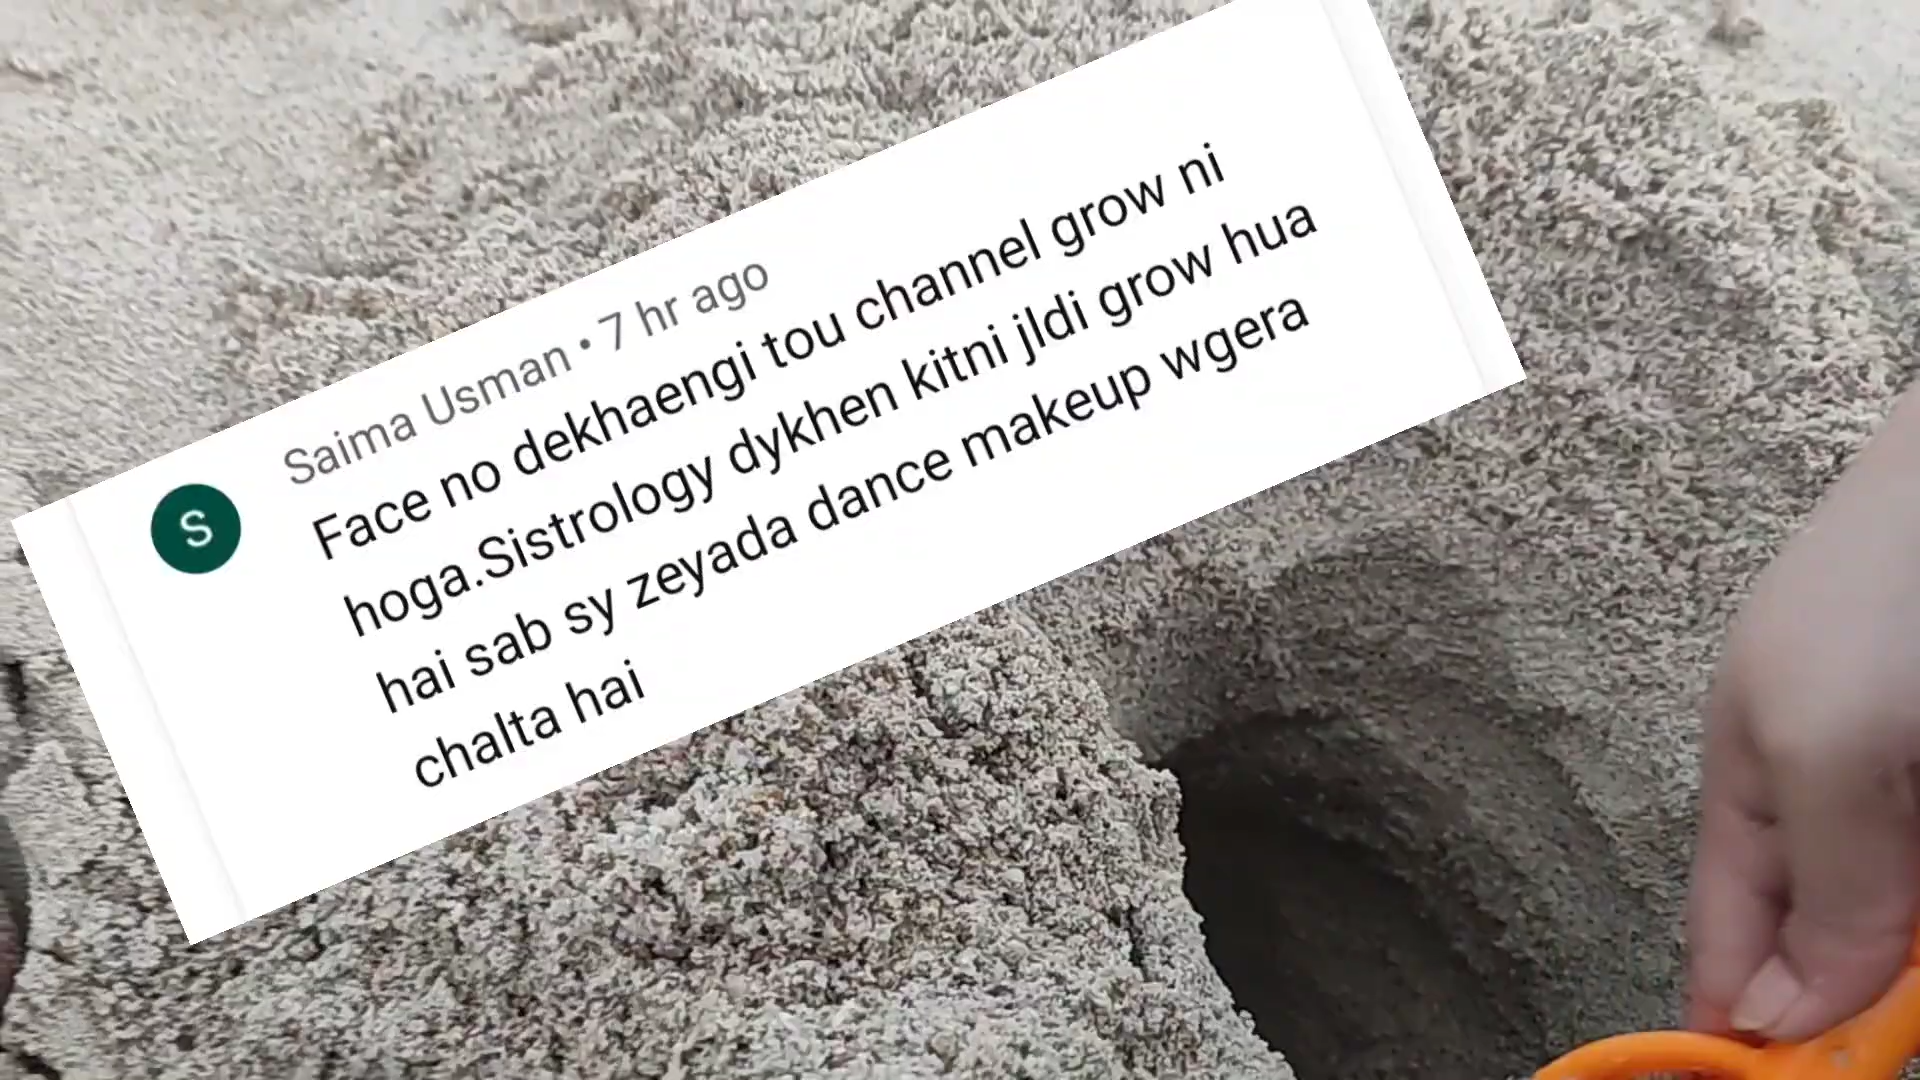 Saima Usman • 7 hr ago
S
Face no dekhaengi tou channel grow ni
hoga.Sistrology dykhen kitni jldi grow hua
hai sab sy zeyada dance makeup wgera
chalta hai